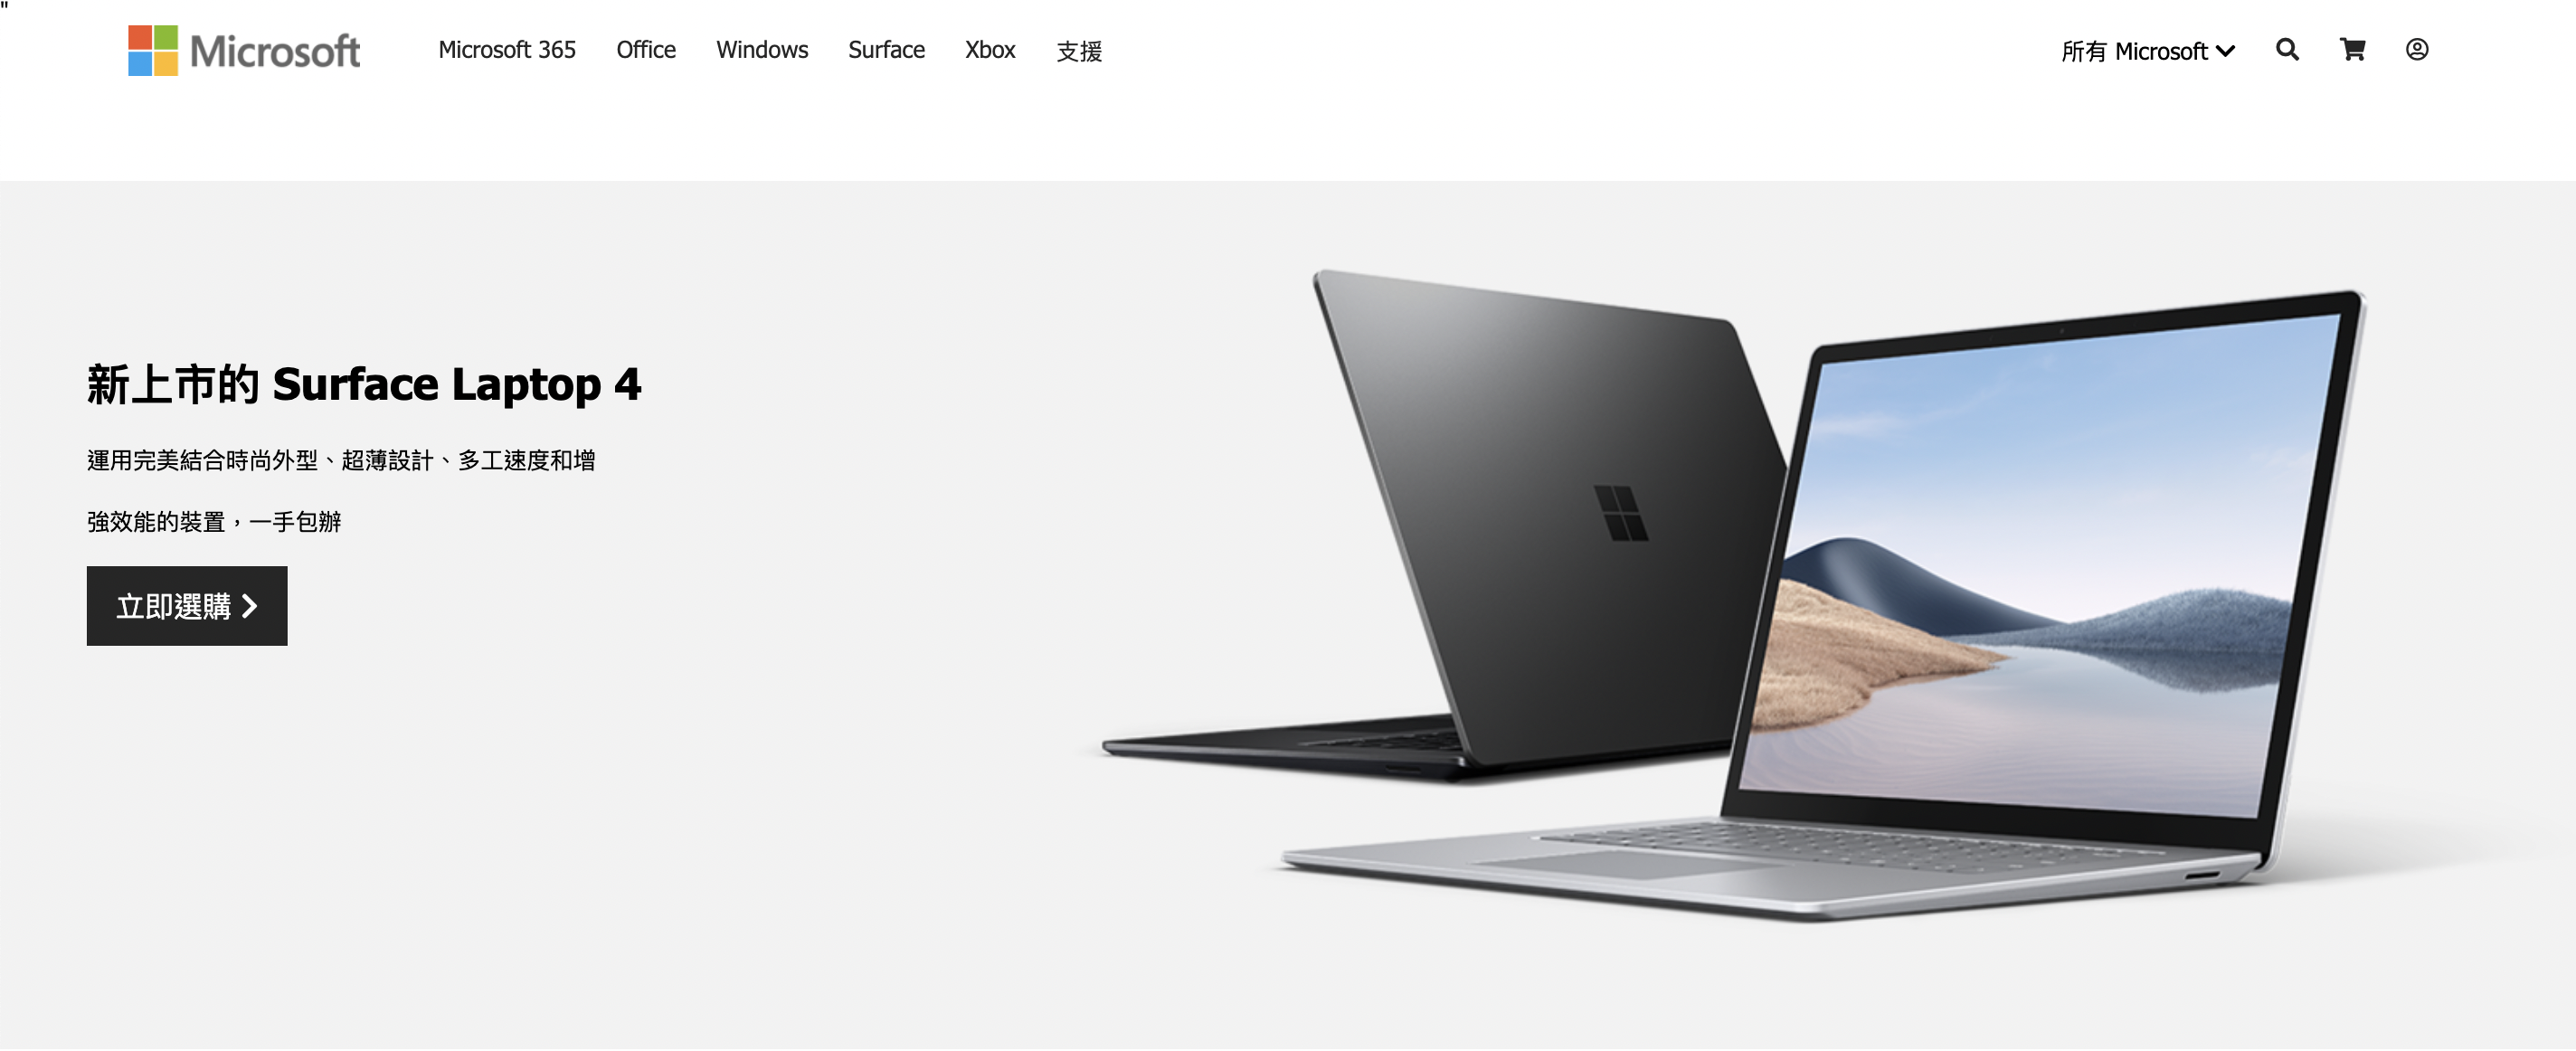 "
Microsoft Microsoft 365 Office Windows Surface Xbox 支援 所有 Microsoft
新上市的 Surface Laptop 4
運用完美結合時尚外型、超薄設計、多工速度和增
強效能的裝置，一手包辦
立即選購